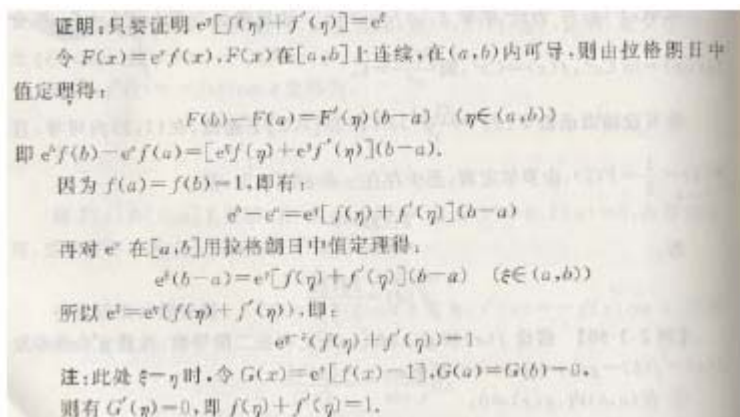 证明:只要证明 e^η[f(η)+f′(η)]=e^ξ
令 F(x)=e^x f(x),F(x)在[a,b]上连续,在(a,b)内可导,则由拉格朗日中
值定理得:
F(b)-F(a)=F′(η)(b-a) (η∈(a,b))
即 e^b f(b)-e^a f(a)=[e^η f(η)+e^η f′(η)](b-a).
因为 f(a)=f(b)=1,即有:
e^b-e^a=e^η[f(η)+f′(η)](b-a)
再对 e^x 在[a,b]用拉格朗日中值定理得:
e^ξ(b-a)=e^η[f(η)+f′(η)](b-a) (ξ∈(a,b))
所以 e^ξ=e^η(f(η)+f′(η)),即:
e^{η-ξ}(f(η)+f′(η))=1
注:此处 ξ=η 时,令 G(x)=e^x[f(x)-1],G(a)=G(b)=0,
则有 G′(η)=0,即 f(η)+f′(η)=1.